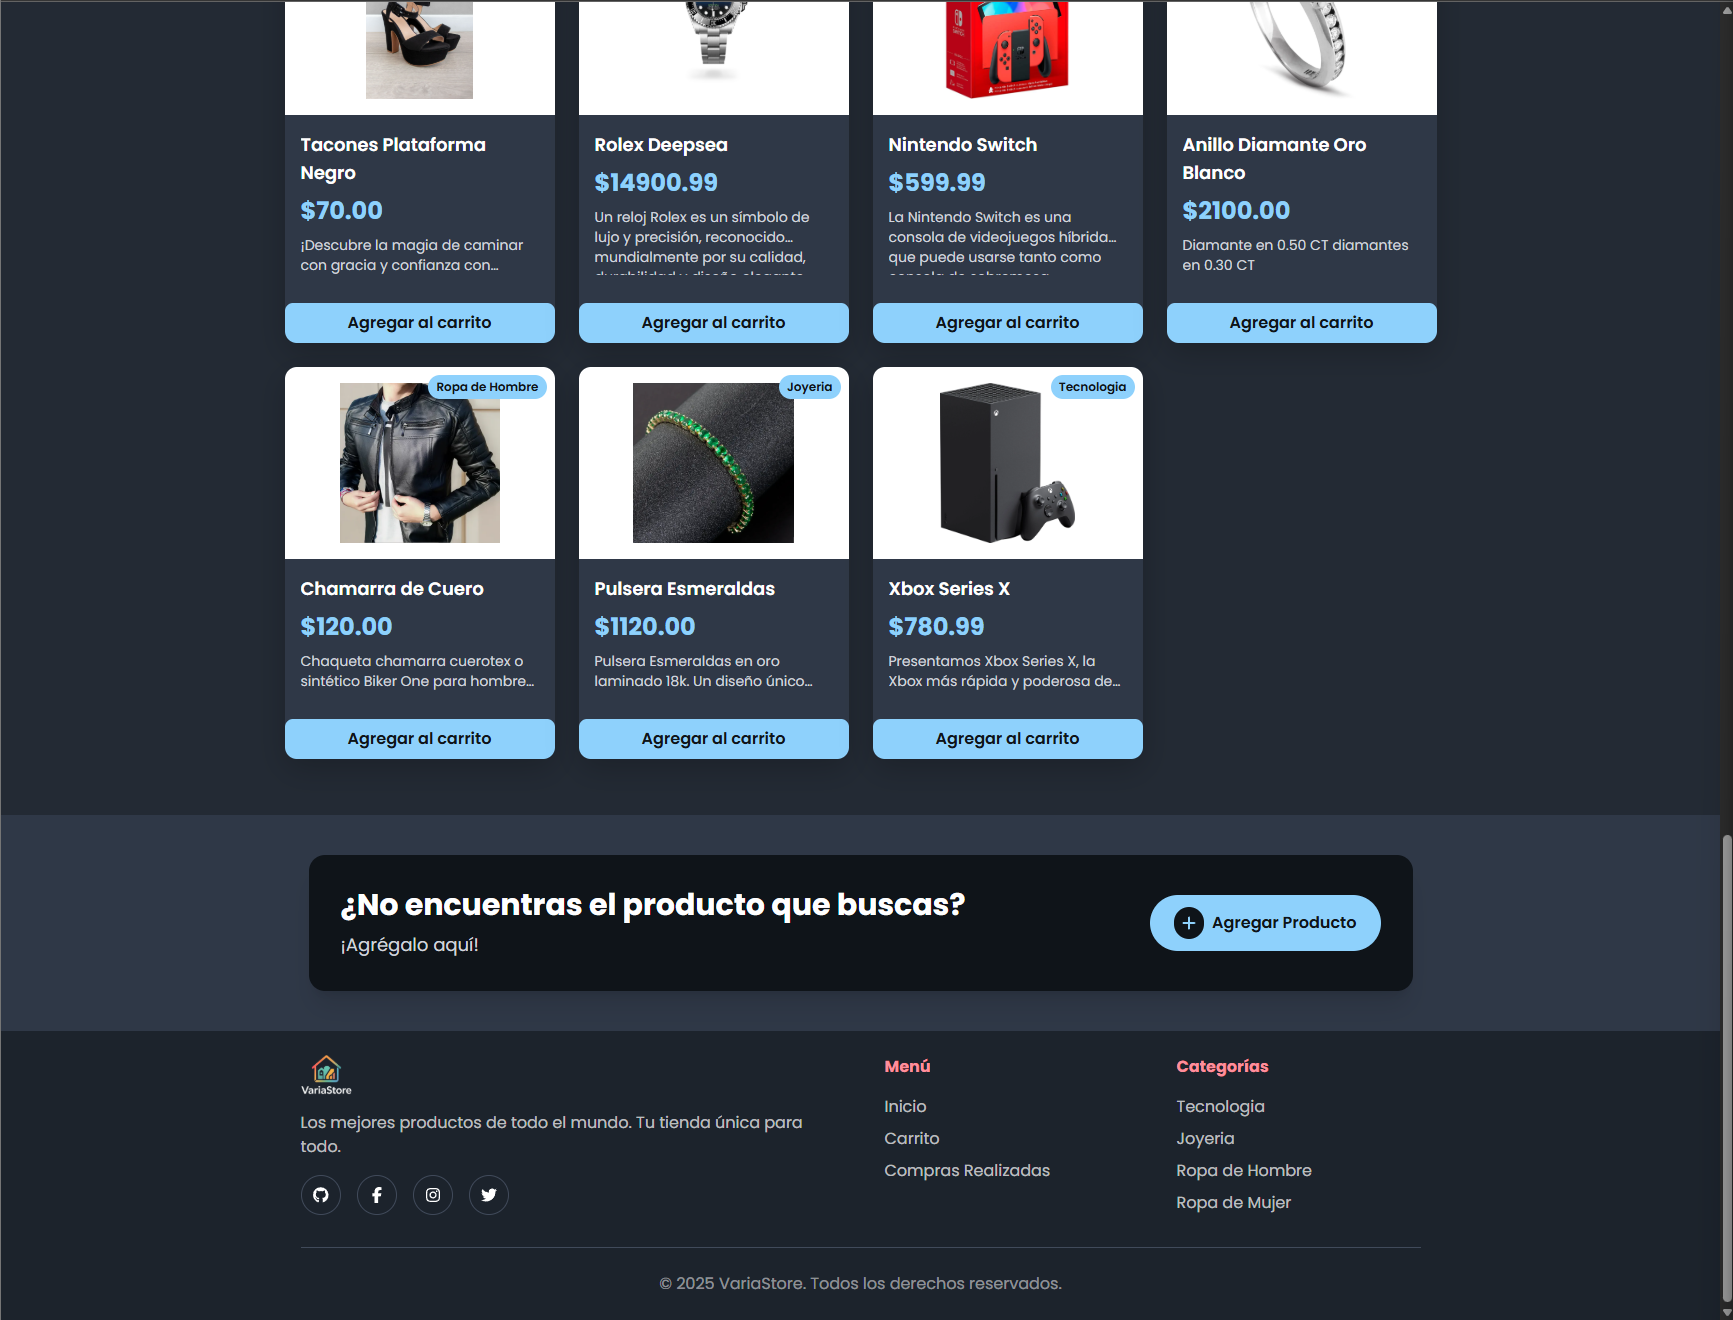 Tacones Plataforma
Negro
$70.00
¡Descubre la magia de caminar
con gracia y confianza con…
Agregar al carrito
Rolex Deepsea
$14900.99
Un reloj Rolex es un símbolo de
lujo y precisión, reconocido…
mundialmente por su calidad,
durabilidad y diseño elegante.
Agregar al carrito
Nintendo Switch
$599.99
La Nintendo Switch es una
consola de videojuegos híbrida…
que puede usarse tanto como
consola de sobremesa
Agregar al carrito
Anillo Diamante Oro
Blanco
$2100.00
Diamante en 0.50 CT diamantes
en 0.30 CT
Agregar al carrito
Ropa de Hombre
Chamarra de Cuero
$120.00
Chaqueta chamarra cuerotex o
sintético Biker One para hombre…
Agregar al carrito
Joyeria
Pulsera Esmeraldas
$1120.00
Pulsera Esmeraldas en oro
laminado 18k. Un diseño único…
Agregar al carrito
Tecnologia
Xbox Series X
$780.99
Presentamos Xbox Series X, la
Xbox más rápida y poderosa de…
Agregar al carrito
¿No encuentras el producto que buscas?
¡Agrégalo aquí!
Agregar Producto
VariaStore
Los mejores productos de todo el mundo. Tu tienda única para
todo.
Menú
Inicio
Carrito
Compras Realizadas
Categorías
Tecnologia
Joyeria
Ropa de Hombre
Ropa de Mujer
© 2025 VariaStore. Todos los derechos reservados.